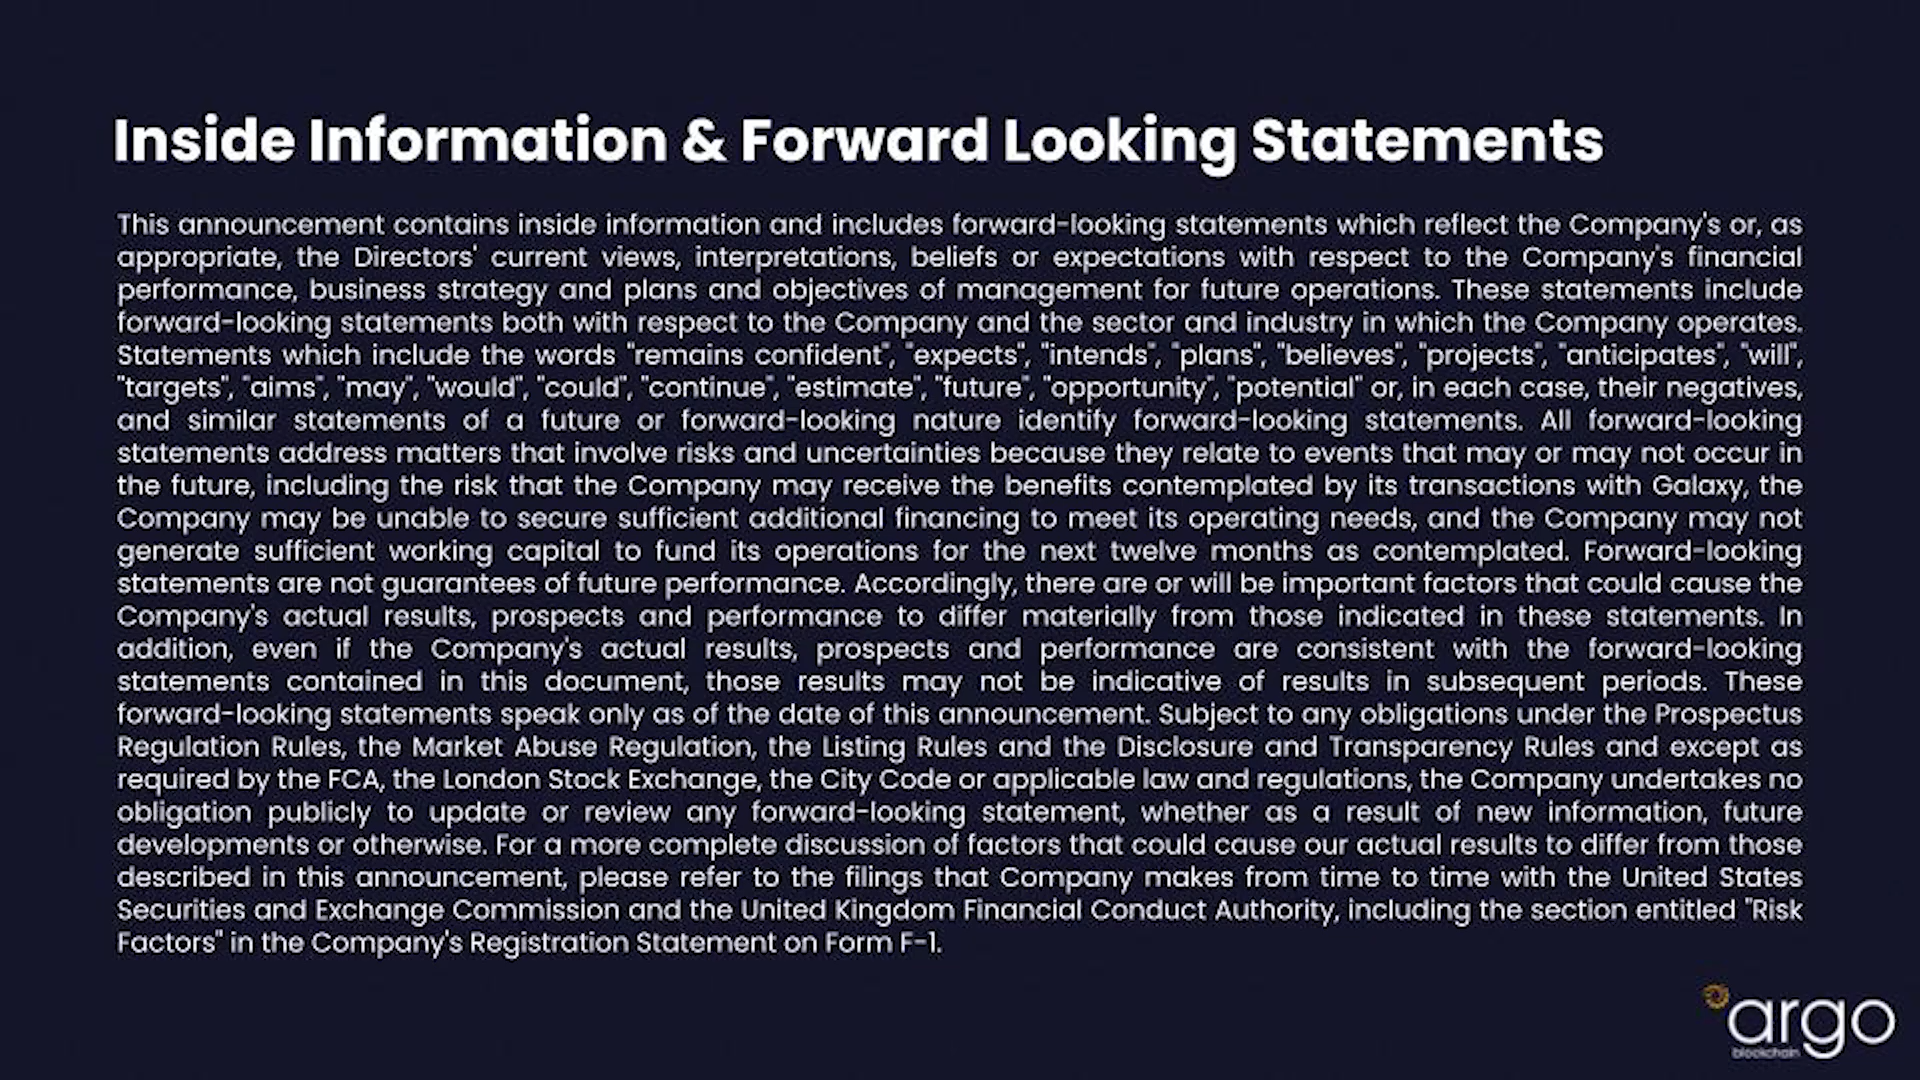 Inside Information & Forward Looking Statements
This announcement contains inside information and includes forward-looking statements which reflect the Company's or, as
appropriate, the Directors' current views, interpretations, beliefs or expectations with respect to the Company's financial
performance, business strategy and plans and objectives of management for future operations. These statements include
forward-looking statements both with respect to the Company and the sector and industry in which the Company operates.
Statements which include the words "remains confident", "expects", "intends", "plans", "believes", "projects", "anticipates", "will",
"targets", "aims", "may", "would", "could", "continue", "estimate", "future", "opportunity", "potential" or, in each case, their negatives,
and similar statements of a future or forward-looking nature identify forward-looking statements. All forward-looking
statements address matters that involve risks and uncertainties because they relate to events that may or may not occur in
the future, including the risk that the Company may receive the benefits contemplated by its transactions with Galaxy, the
Company may be unable to secure sufficient additional financing to meet its operating needs, and the Company may not
generate sufficient working capital to fund its operations for the next twelve months as contemplated. Forward-looking
statements are not guarantees of future performance. Accordingly, there are or will be important factors that could cause the
Company's actual results, prospects and performance to differ materially from those indicated in these statements. In
addition, even if the Company's actual results, prospects and performance are consistent with the forward-looking
statements contained in this document, those results may not be indicative of results in subsequent periods. These
forward-looking statements speak only as of the date of this announcement. Subject to any obligations under the Prospectus
Regulation Rules, the Market Abuse Regulation, the Listing Rules and the Disclosure and Transparency Rules and except as
required by the FCA, the London Stock Exchange, the City Code or applicable law and regulations, the Company undertakes no
obligation publicly to update or review any forward-looking statement, whether as a result of new information, future
developments or otherwise. For a more complete discussion of factors that could cause our actual results to differ from those
described in this announcement, please refer to the filings that Company makes from time to time with the United States
Securities and Exchange Commission and the United Kingdom Financial Conduct Authority, including the section entitled "Risk
Factors" in the Company's Registration Statement on Form F-1.
argo
blockchain